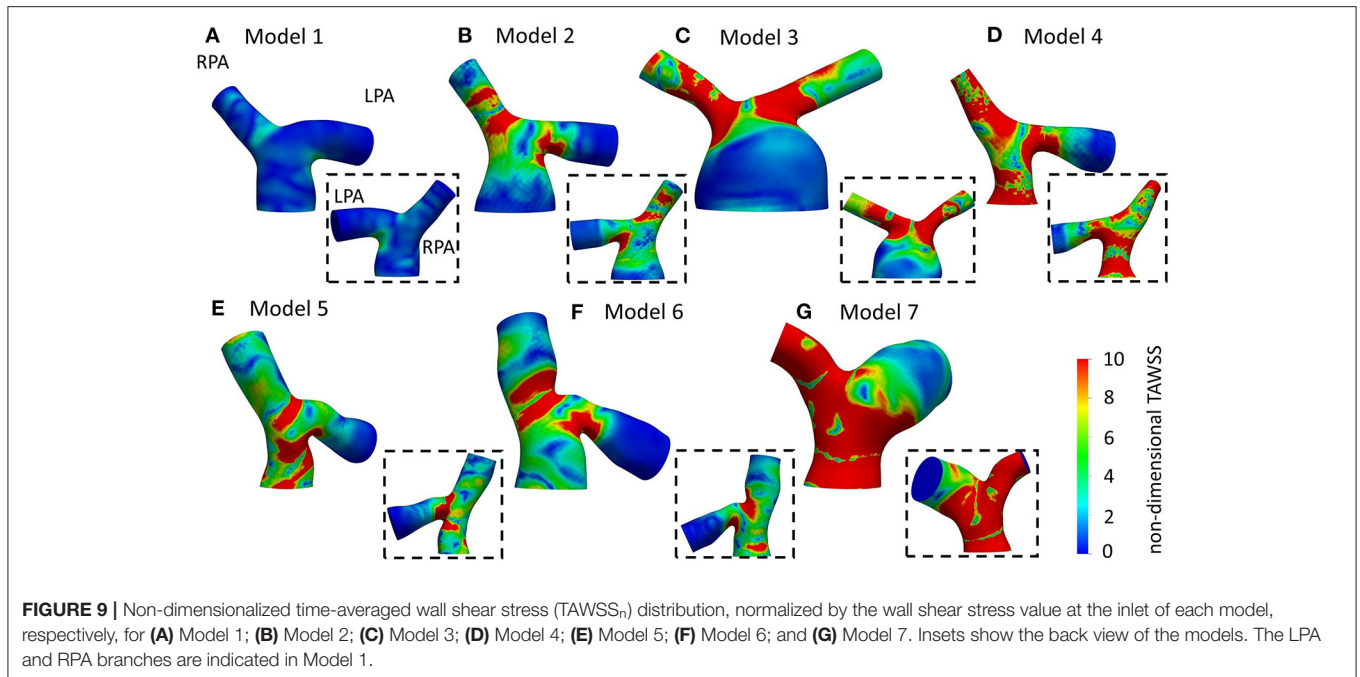 A Model 1
B Model 2
C Model 3
D Model 4
RPA
LPA
LPA
RPA
E Model 5
F Model 6
G Model 7
10
8
6
4
2
0
non-dimensional TAWSS
FIGURE 9 | Non-dimensionalized time-averaged wall shear stress (TAWSSn) distribution, normalized by the wall shear stress value at the inlet of each model,
respectively, for (A) Model 1; (B) Model 2; (C) Model 3; (D) Model 4; (E) Model 5; (F) Model 6; and (G) Model 7. Insets show the back view of the models. The LPA
and RPA branches are indicated in Model 1.